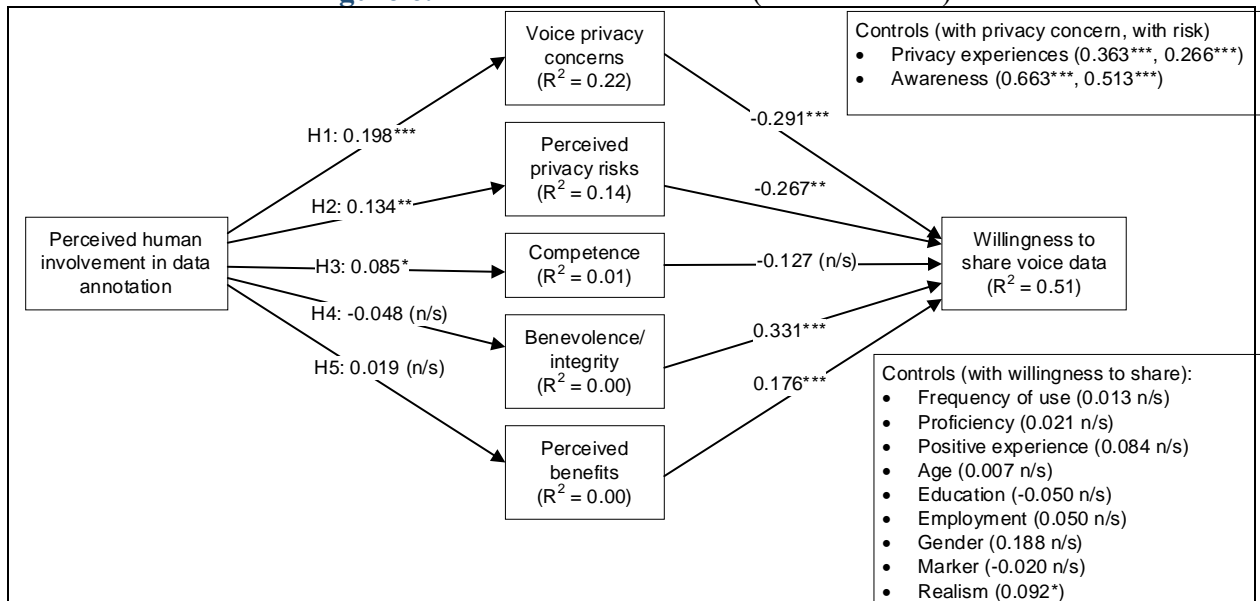 Voice privacy
concerns
(R² = 0.22)
Controls (with privacy concern, with risk)
• Privacy experiences (0.363***, 0.266***)
• Awareness (0.663***, 0.513***)
H1: 0.198***
-0.291***
Perceived
privacy risks
(R² = 0.14)
H2: 0.134**
-0.267**
Perceived human
involvement in data
annotation
H3: 0.085*
Competence
(R² = 0.01)
-0.127 (n/s)
Willingness to
share voice data
(R² = 0.51)
H4: -0.048 (n/s)
Benevolence/
integrity
(R² = 0.00)
0.331***
H5: 0.019 (n/s)
0.176***
Perceived
benefits
(R² = 0.00)
Controls (with willingness to share):
• Frequency of use (0.013 n/s)
• Proficiency (0.021 n/s)
• Positive experience (0.084 n/s)
• Age (0.007 n/s)
• Education (-0.050 n/s)
• Employment (0.050 n/s)
• Gender (0.188 n/s)
• Marker (-0.020 n/s)
• Realism (0.092*)